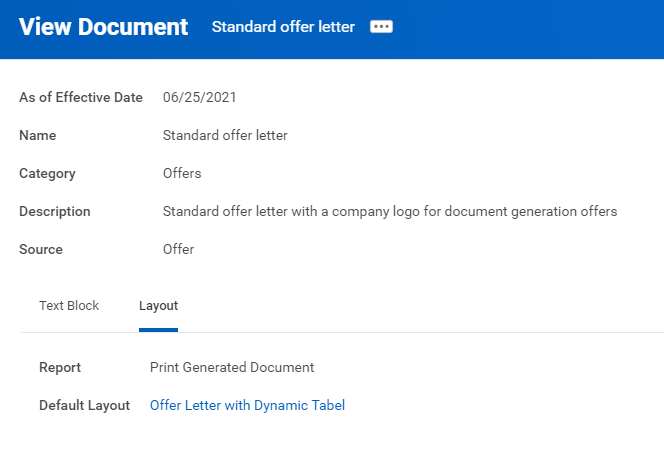 View Document Standard offer letter
As of Effective Date 06/25/2021
Name Standard offer letter
Category Offers
Description Standard offer letter with a company logo for document generation offers
Source Offer
Text Block Layout
Report Print Generated Document
Default Layout Offer Letter with Dynamic Tabel